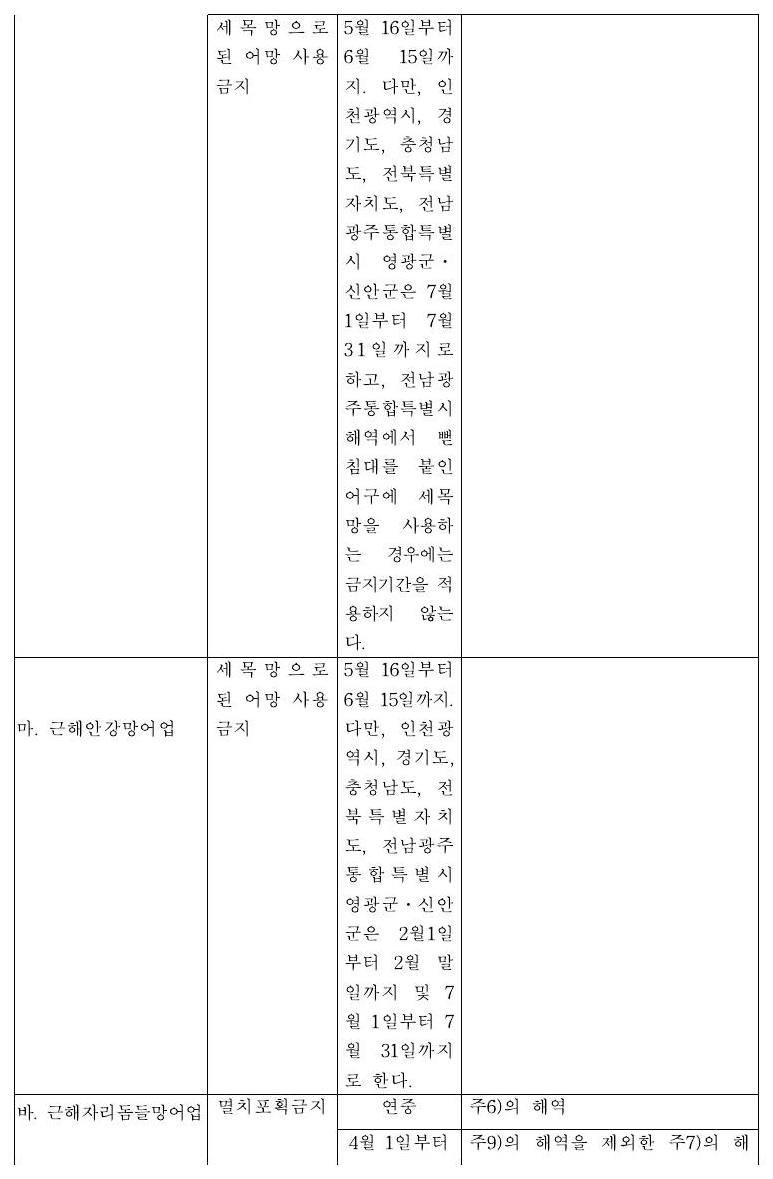 세목망으로
된 어망 사용
금지
5월 16일부터
6월 15일까
지. 다만, 인
천광역시, 경
기도, 충청남
도, 전북특별
자치도, 전남
광주통합특별
시 영광군·
신안군은 7월
1일부터 7월
31일까지로
하고, 전남광
주통합특별시
해역에서 뻗
침대를 붙인
어구에 세목
망을 사용하
는 경우에는
금지기간을 적
용하지 않는
다.
마. 근해안강망어업
세목망으로
된 어망 사용
금지
5월 16일부터
6월 15일까지.
다만, 인천광
역시, 경기도,
충청남도, 전
북특별자치
도, 전남광주
통합특별시
영광군·신안
군은 2월1일
부터 2월 말
일까지 및 7
월 1일부터 7
월 31일까지
로 한다.
바. 근해자리돔들망어업
멸치포획금지
연중
주6)의 해역
4월 1일부터
주9)의 해역을 제외한 주7)의 해